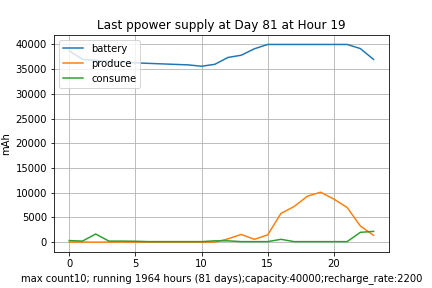 Last ppower supply at Day 81 at Hour 19
battery
produce
consume
40000
35000
30000
25000
20000
15000
10000
5000
0
mAh
0 5 10 15 20
max count10; running 1964 hours (81 days);capacity:40000;recharge_rate:2200